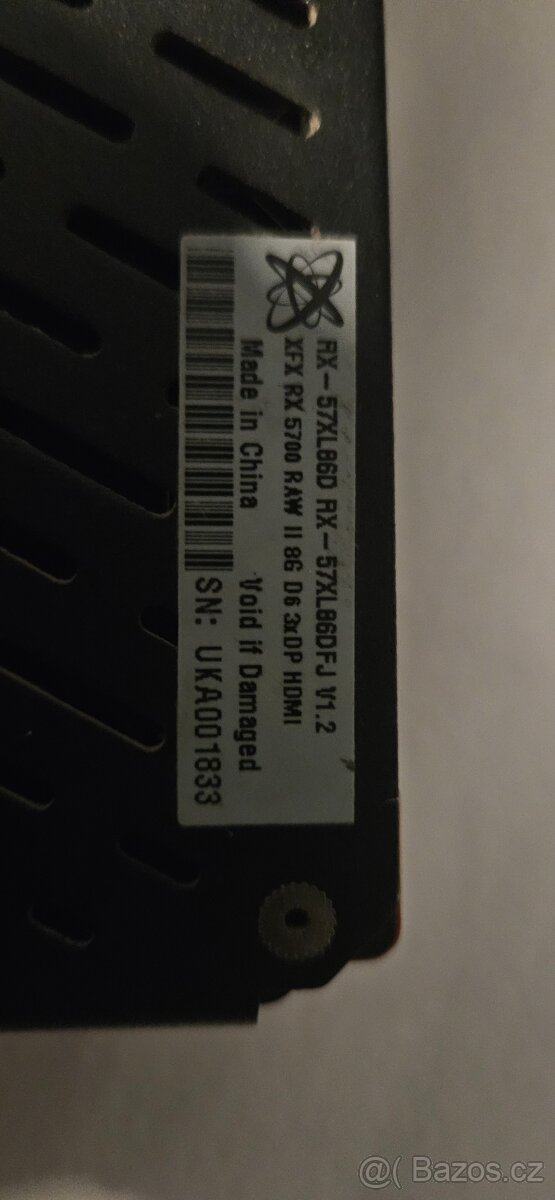 RX-57XL86D RX-57XL86DFJ V1.2
XFX RX 5700 RAW II 8G D6 3xDP HDMI
Made in China Void if Damaged
SN: UKA001833
@( Bazos.cz